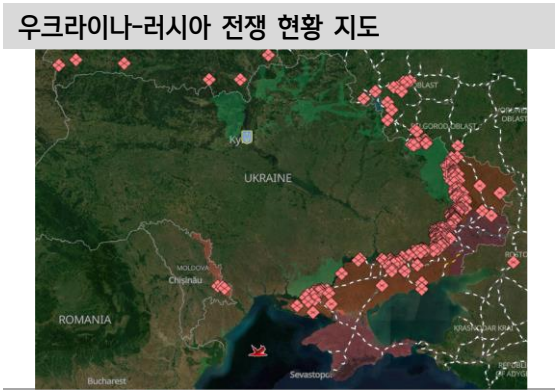 우크라이나-러시아 전쟁 현황 지도
OBLAST
OBLAST
GOROD OBLAST
UKRAINE
MOLDOVA
Chișinău
ROMANIA
KRASNODAR KRAI
Sevastopol
Bucharest